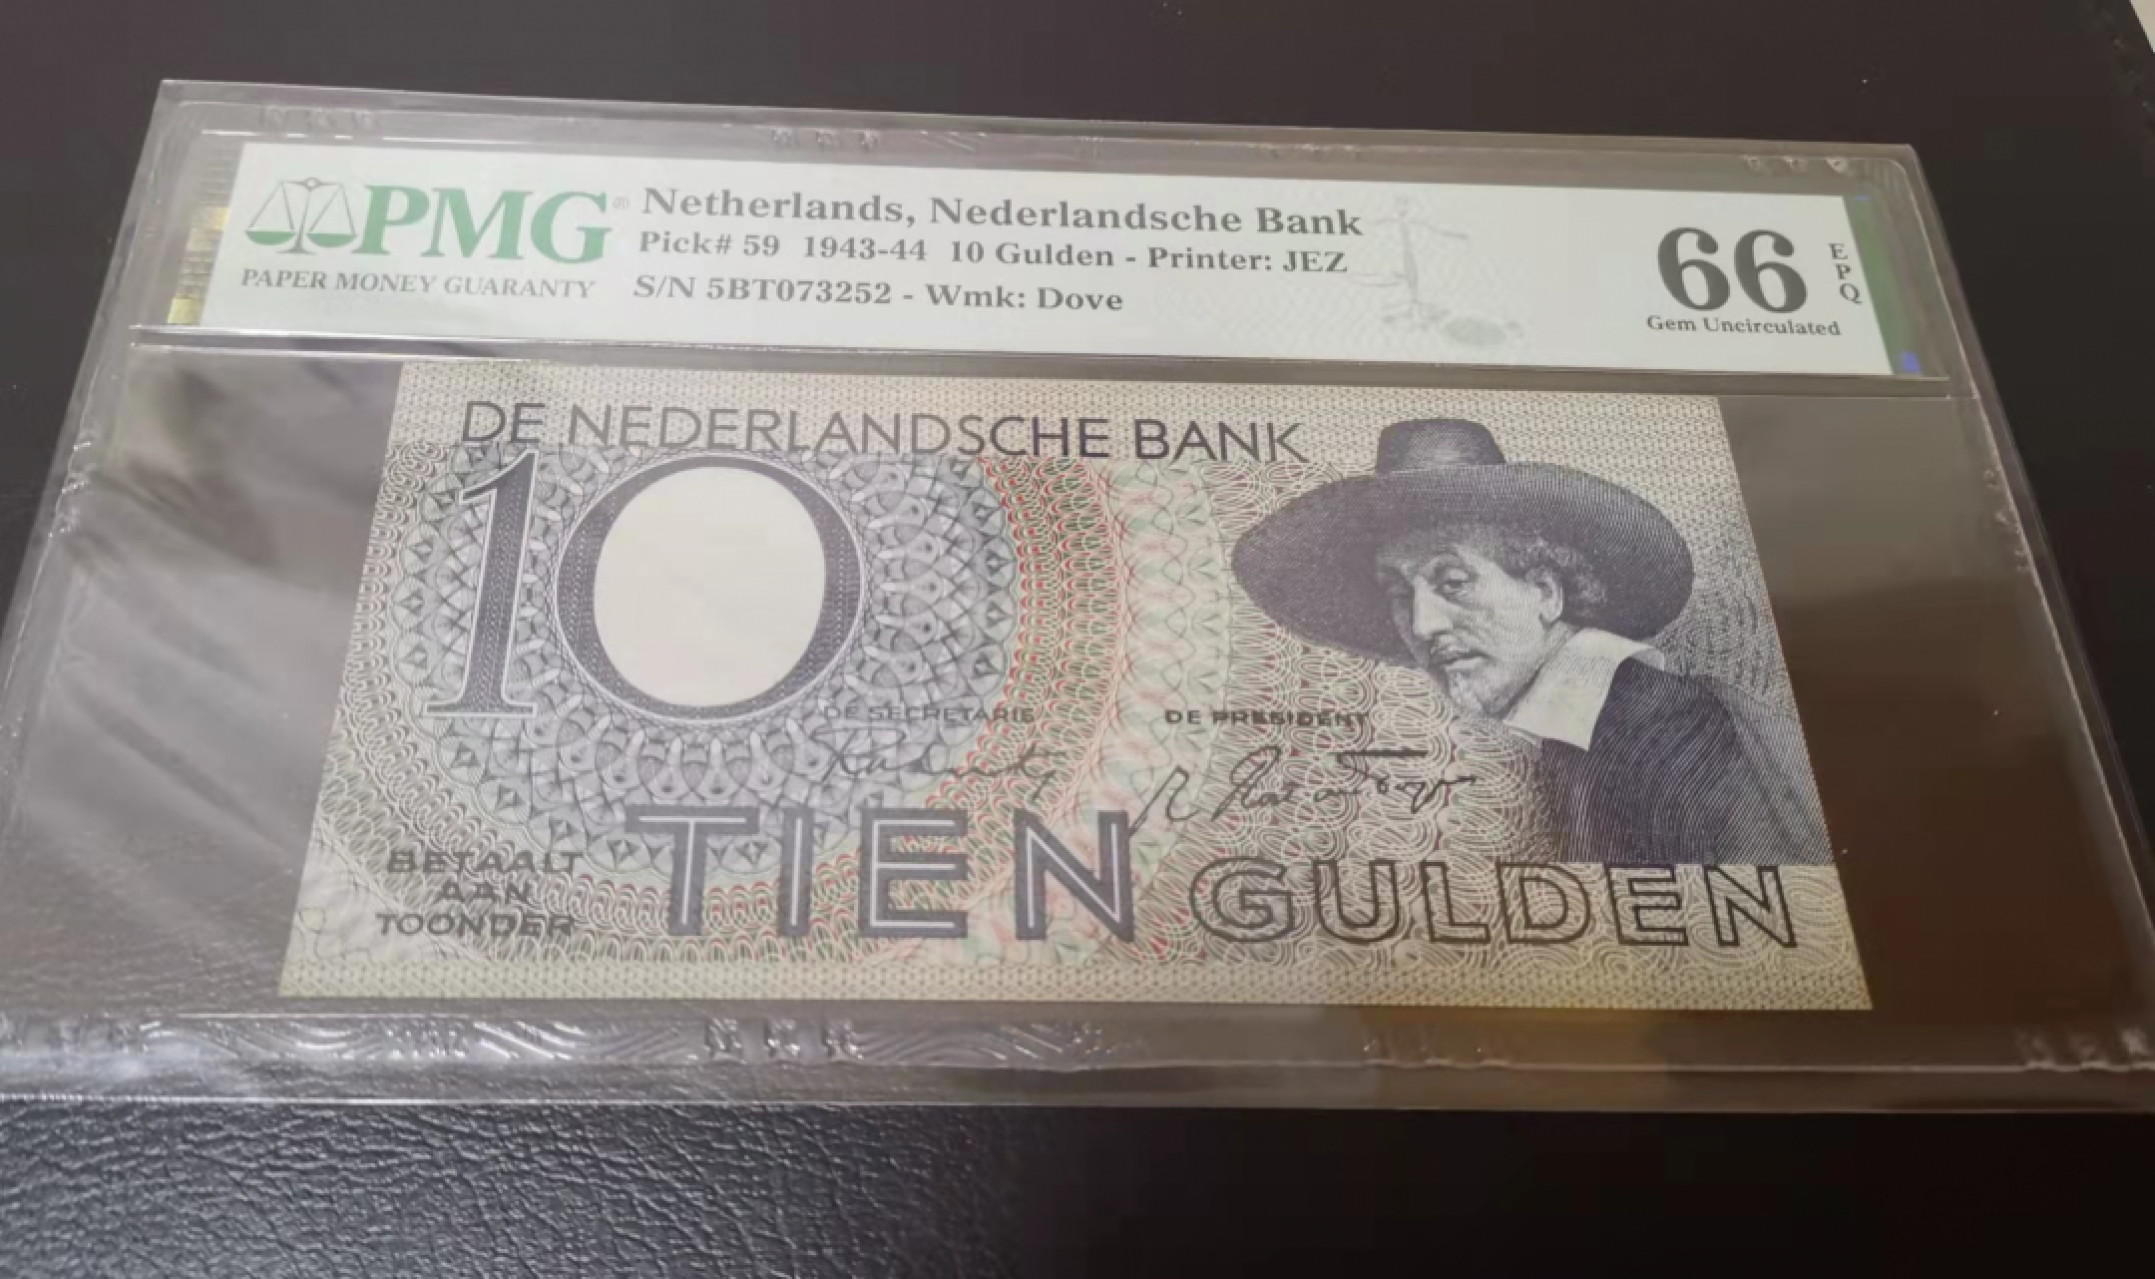 PMG®
PAPER MONEY GUARANTY
Netherlands, Nederlandsche Bank
Pick# 59 1943-44 10 Gulden - Printer: JEZ
S/N 5BT073252 - Wmk: Dove
66
EPQ
Gem Uncirculated
DE NEDERLANDSCHE BANK
10
DE SECRETARIS
DE PRESIDENT
TIEN GULDEN
BETAALT
AAN
TOONDER